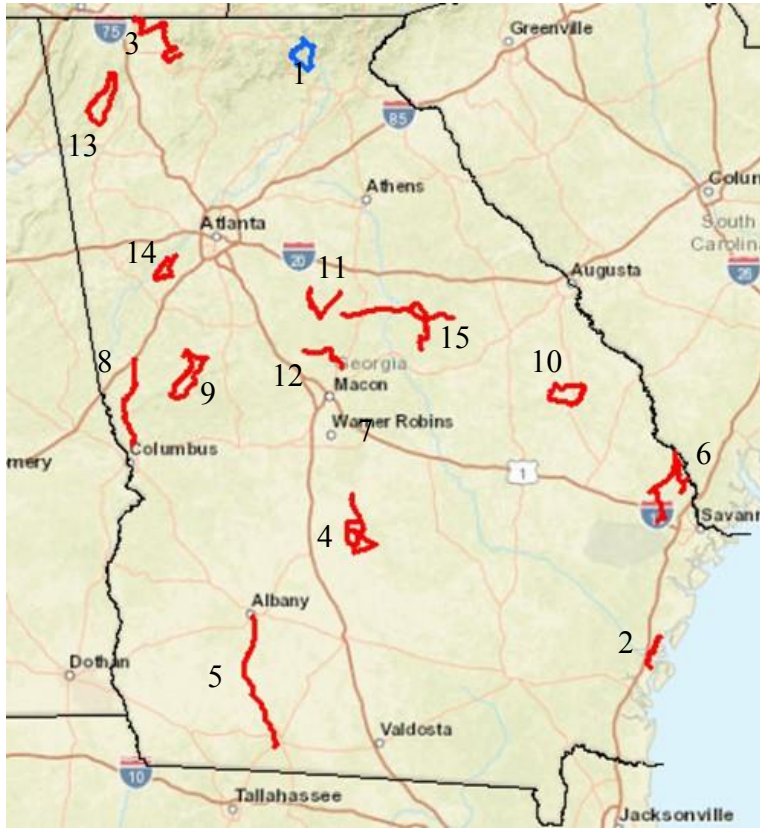 Greenville
75
3
1
85
13
Athens
Colun
Atlanta
South
Carolina
14
20
26
11
Augusta
8
15
Georgia
10
12
9
Macon
7
Warner Robins
Columbus
mery
6
1
1
Savann
4
Albany
2
5
Dothan
Valdosta
10
Tallahassee
Jacksonville